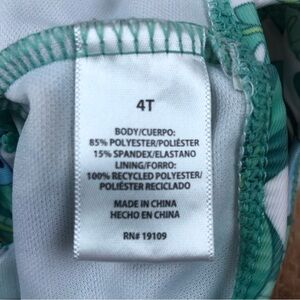 4T
BODY/CUERPO:
85% POLYESTER/POLIÉSTER
15% SPANDEX/ELASTANO
LINING/FORRO:
100% RECYCLED POLYESTER/
POLIÉSTER RECICLADO
MADE IN CHINA
HECHO EN CHINA
RN# 19109